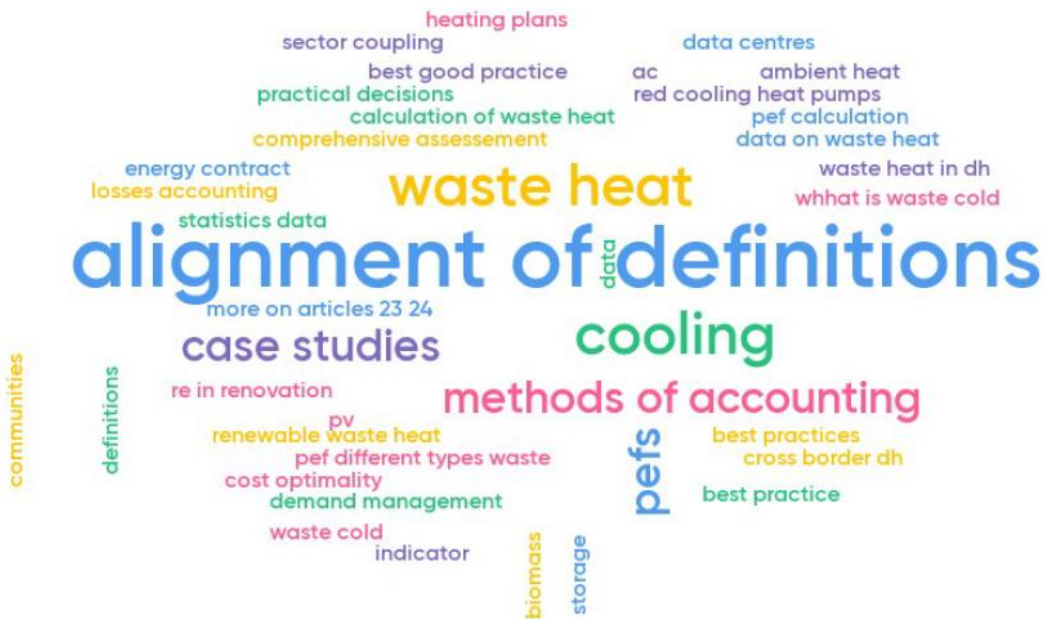 heating plans
sector coupling
data centres
best good practice
ac
ambient heat
practical decisions
red cooling heat pumps
calculation of waste heat
pef calculation
comprehensive assessement
data on waste heat
energy contract
waste heat
waste heat in dh
losses accounting
whhat is waste cold
statistics data
alignment of definitions
data
more on articles 23 24
case studies
cooling
communities
definitions
re in renovation
methods of accounting
pv
renewable waste heat
pefs
best practices
pef different types waste
cross border dh
cost optimality
best practice
demand management
waste cold
indicator
biomass
storage